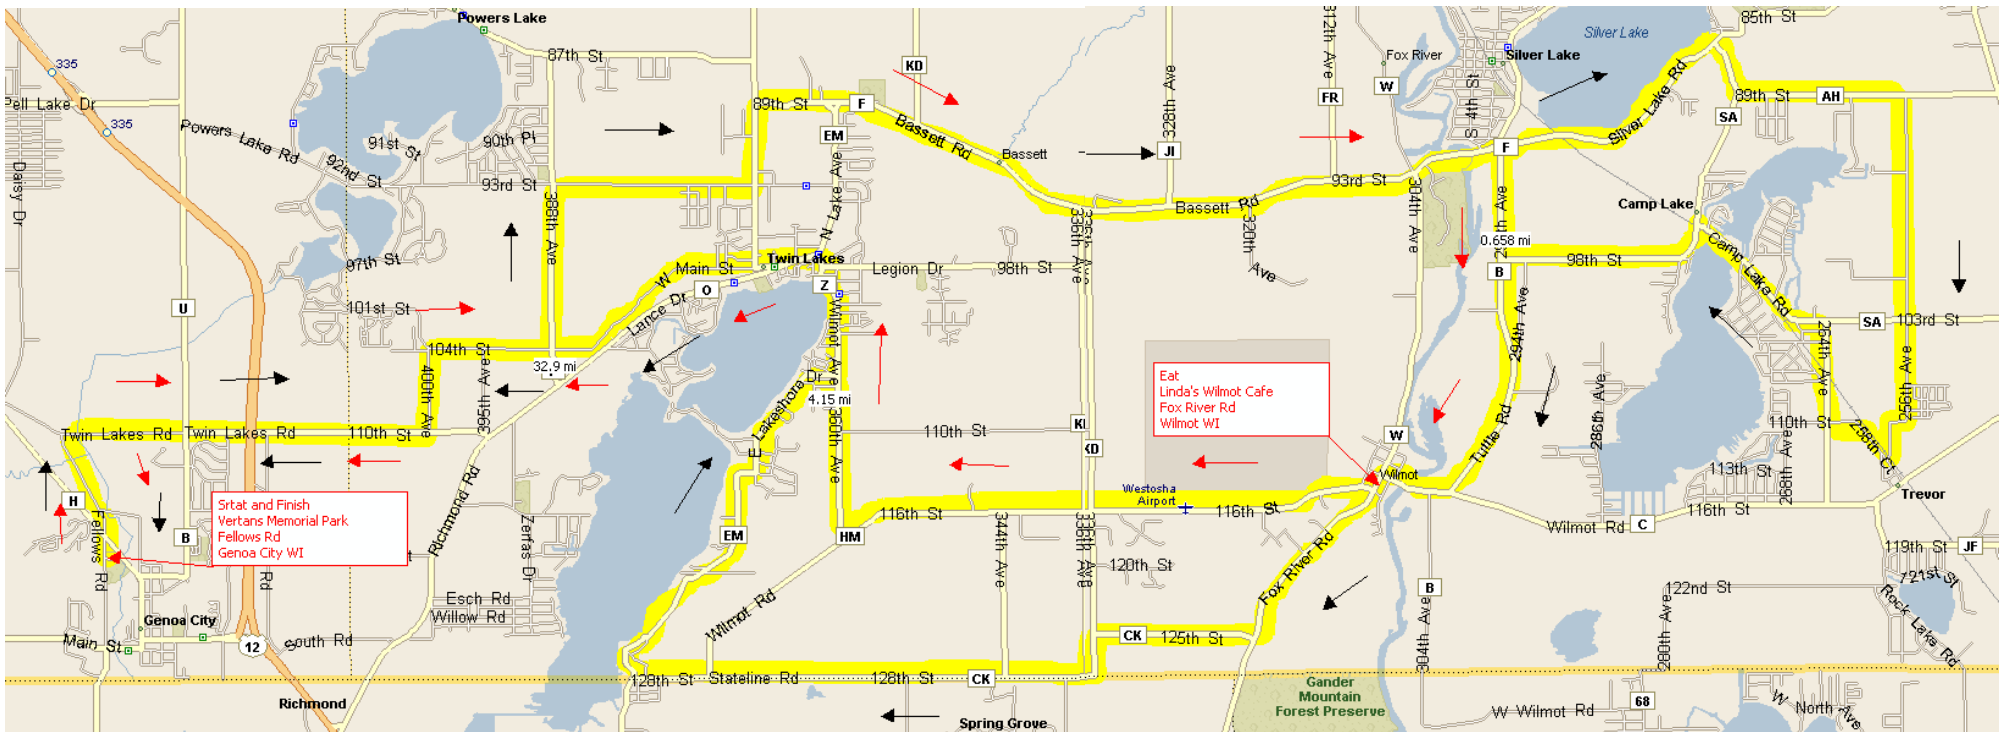 Powers Lake
87th St
KD
335
Pell Lake Dr
335
Powers Lake Rd
91st St
92nd St
90th Pl
93rd St
89th St
F
EM
Bassett Rd
Bassett
328th Ave
JI
312th Ave
FR
W
Fox River
Silver Lake
Silver Lake
S 4th St
85th St
89th St
AH
SA
Silver Lake Rd
F
Daisy Dr
388th Ave
N Lake Ave
93rd St
Bassett Rd
304th Ave
320th Ave
336th Ave
Camp Lake
0.658 mi
98th St
B
Camp Lake Rd
97th St
U
101st St
W Main St
Twin Lakes
Legion Dr
98th St
O
Z
Lance Dr
Wilmot Ave
294th Ave
264th Ave
SA
103rd St
256th Ave
104th St
400th Ave
395th Ave
32.9 mi
4.15 mi
E Lakeshore Dr
360th Ave
Eat
Linda's Wilmot Cafe
Fox River Rd
Wilmot WI
286th Ave
Twin Lakes Rd
Twin Lakes Rd
110th St
110th St
KD
W
Tuttle Rd
110th St
258th Ct
113th St
268th Ave
Wilmot
Trevor
Richmond Rd
Srtat and Finish
Vertans Memorial Park
Fellows Rd
Genoa City WI
H
Fellows Rd
B
Zerfas Dr
EM
HM
116th St
344th Ave
336th Ave
Westosha
Airport
116th St
Wilmot Rd
C
116th St
119th St
JF
121st St
120th St
122nd St
Rock Lake Rd
Esch Rd
Willow Rd
Wilmot Rd
Fox River Rd
B
304th Ave
280th Ave
Genoa City
Main St
12
South Rd
CK
125th St
128th St
Stateline Rd
128th St
CK
Richmond
Spring Grove
Gander
Mountain
Forest Preserve
W Wilmot Rd
68
W North Ave